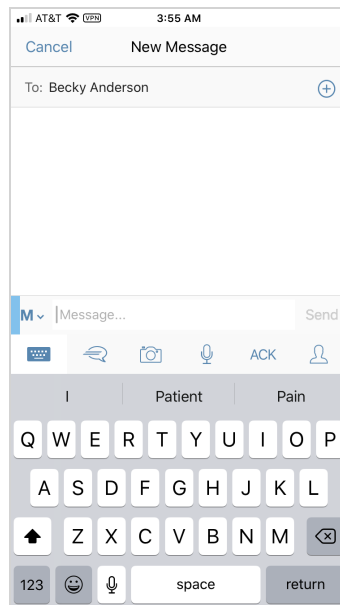 AT&T VPN 3:55 AM
Cancel New Message
To: Becky Anderson
M Message... Send
ACK
I Patient Pain
Q W E R T Y U I O P
A S D F G H J K L
Z X C V B N M
123 space return